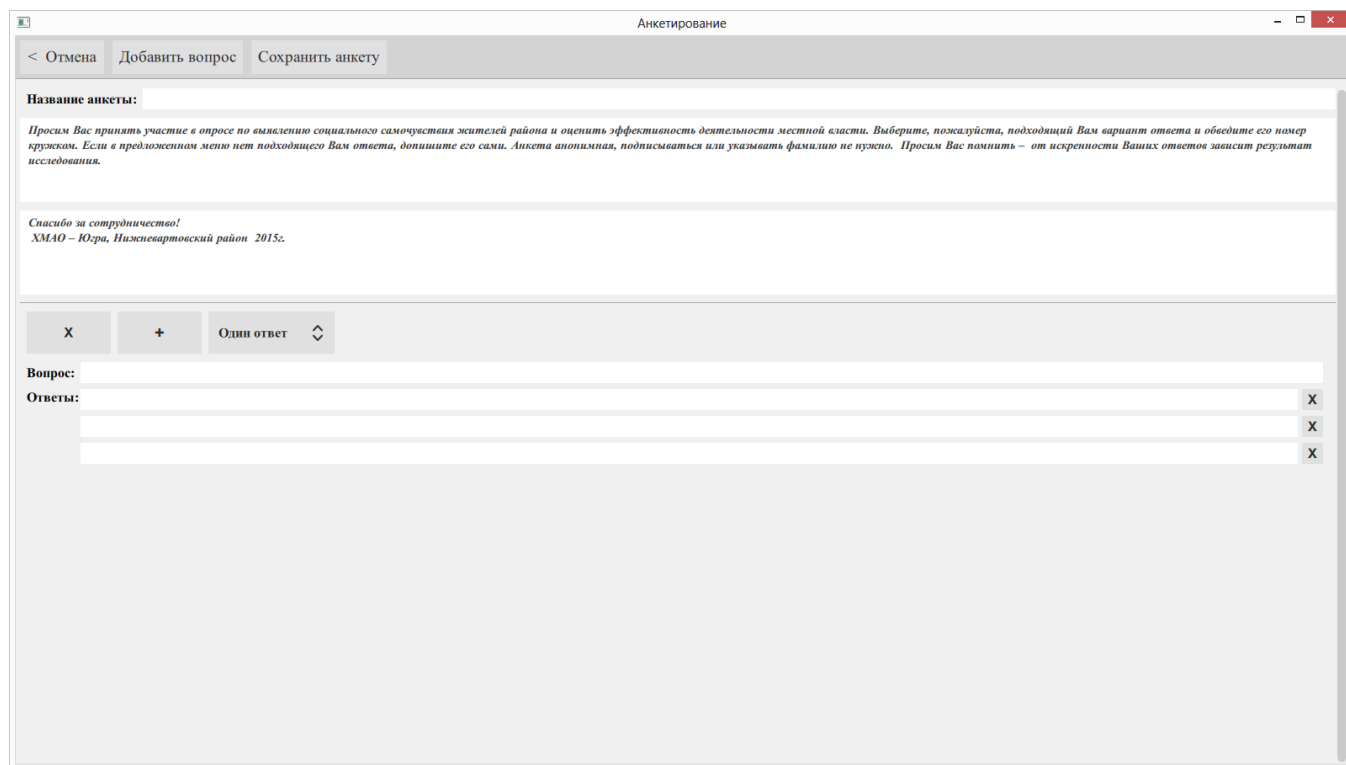 Анкетирование
< Отмена Добавить вопрос Сохранить анкету
Название анкеты:
Просим Вас принять участие в опросе по выявлению социального самочувствия жителей района и оценить эффективность деятельности местной власти. Выберите, пожалуйста, подходящий Вам вариант ответа и обведите его номер
кружком. Если в предложенном меню нет подходящего Вам ответа, допишите его сами. Анкета анонимная, подписываться или указывать фамилию не нужно. Просим Вас помнить – от искренности Ваших ответов зависит результат
исследования.
Спасибо за сотрудничество!
ХМАО – Югра, Нижневартовский район 2015г.
X + Один ответ
Вопрос:
Ответы: X
X
X